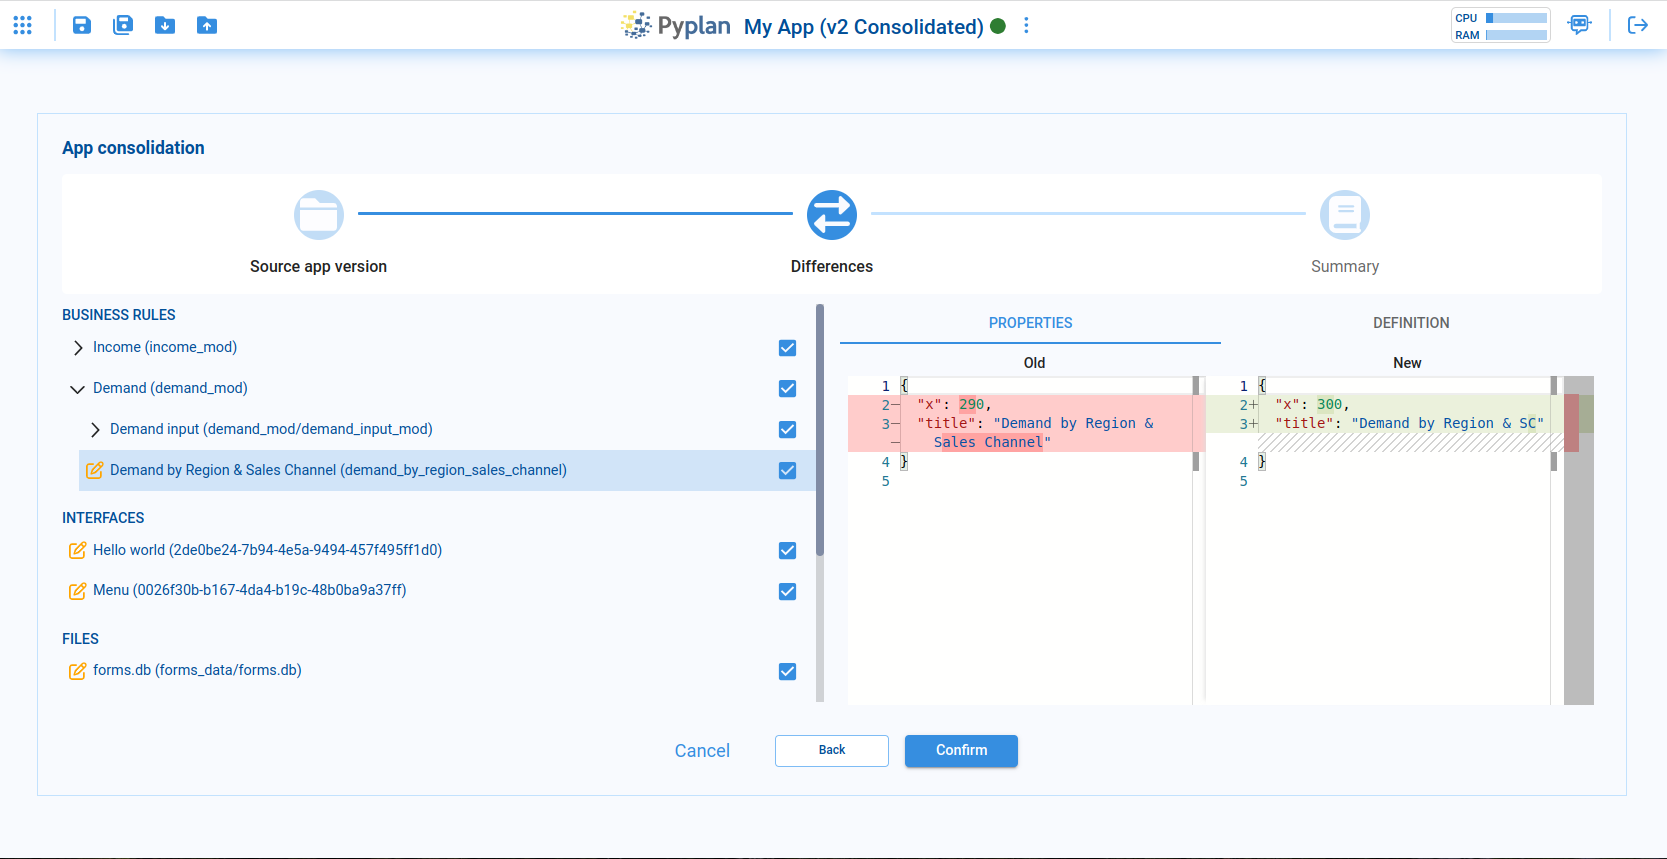 Pyplan My App (v2 Consolidated)
CPU
RAM
App consolidation
Source app version
Differences
Summary
BUSINESS RULES
Income (income_mod)
Demand (demand_mod)
Demand input (demand_mod/demand_input_mod)
Demand by Region & Sales Channel (demand_by_region_sales_channel)
INTERFACES
Hello world (2de0be24-7b94-4e5a-9494-457f495ff1d0)
Menu (0026f30b-b167-4da4-b19c-48b0ba9a37ff)
FILES
forms.db (forms_data/forms.db)
PROPERTIES
DEFINITION
Old
1 {
2− "x": 290,
3− "title": "Demand by Region &
− Sales Channel"
4 }
5
New
1 {
2+ "x": 300,
3+ "title": "Demand by Region & SC"
4 }
5
Cancel
Back
Confirm